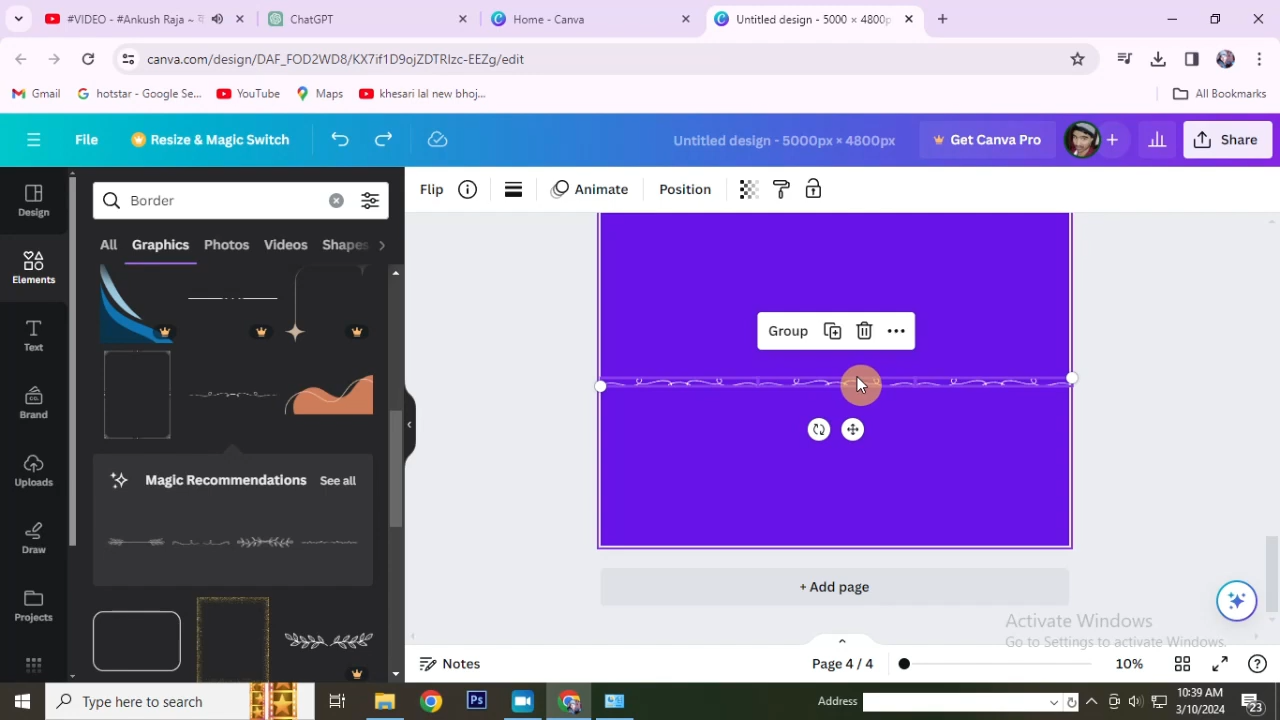 #VIDEO - #Ankush Raja ~
ChatGPT
Home - Canva
Untitled design - 5000 × 4800p
canva.com/design/DAF_FOD2WD8/KX7if1D9ojZDTRlzc-EEZg/edit
Gmail
hotstar - Google Se...
YouTube
Maps
khesari lal new bhoj...
All Bookmarks
File
Resize & Magic Switch
Untitled design - 5000px × 4800px
Get Canva Pro
Share
Design
Elements
Text
Brand
Uploads
Draw
Projects
Border
All
Graphics
Photos
Videos
Shapes
Magic Recommendations
See all
Flip
Animate
Position
Group
+ Add page
Activate Windows
Go to Settings to activate Windows.
Notes
Page 4 / 4
10%
Type here to search
Address
10:39 AM
3/10/2024
23